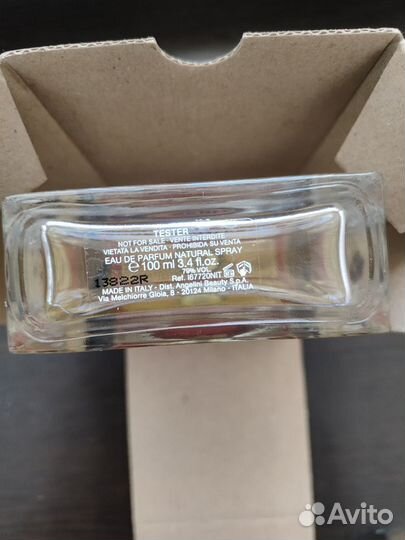 TESTER
NOT FOR SALE - VENTE INTERDITE
VIETATA LA VENDITA - PROHIBIDA SU VENTA
EAU DE PARFUM NATURAL SPRAY
℮ 100 ml 3.4 fl.oz.
79% VOL
13822R
Ref. I67720NIT
MADE IN ITALY - Dist. Angelini Beauty S.p.A.
Via Melchiorre Gioia, 8 - 20124 Milano - ITALIA
Avito